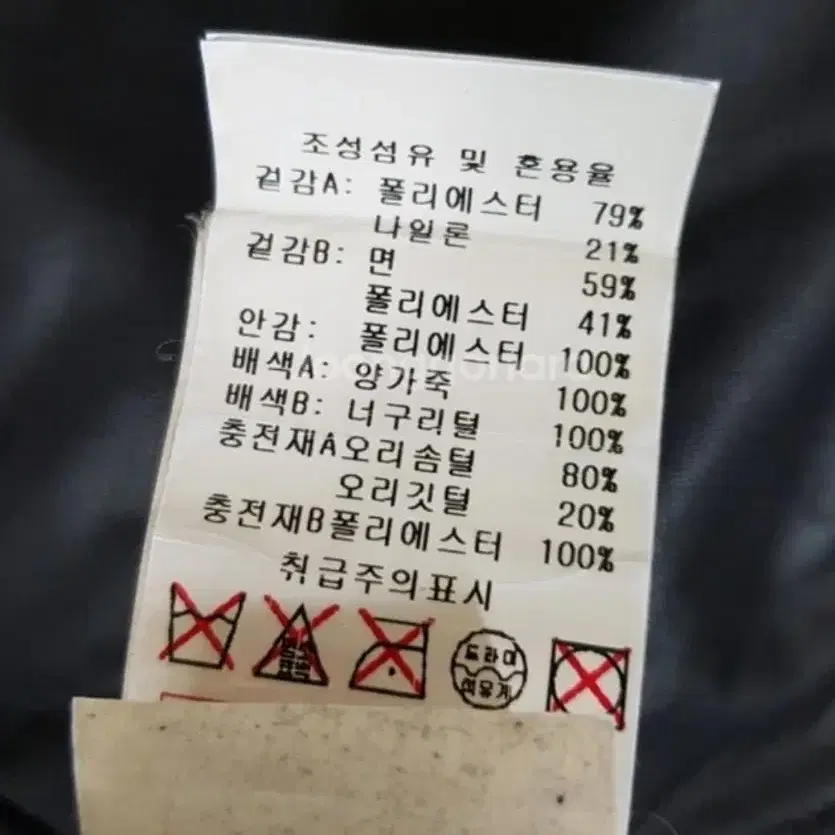 조성섬유 및 혼용율
겉감A: 폴리에스터 79%
나일론 21%
겉감B: 면 59%
폴리에스터 41%
안감: 폴리에스터 100%
배색A: 양가죽 100%
배색B: 너구리털 100%
충전재A오리솜털 80%
오리깃털 20%
충전재B폴리에스터 100%
취급주의표시
드라이
석유계